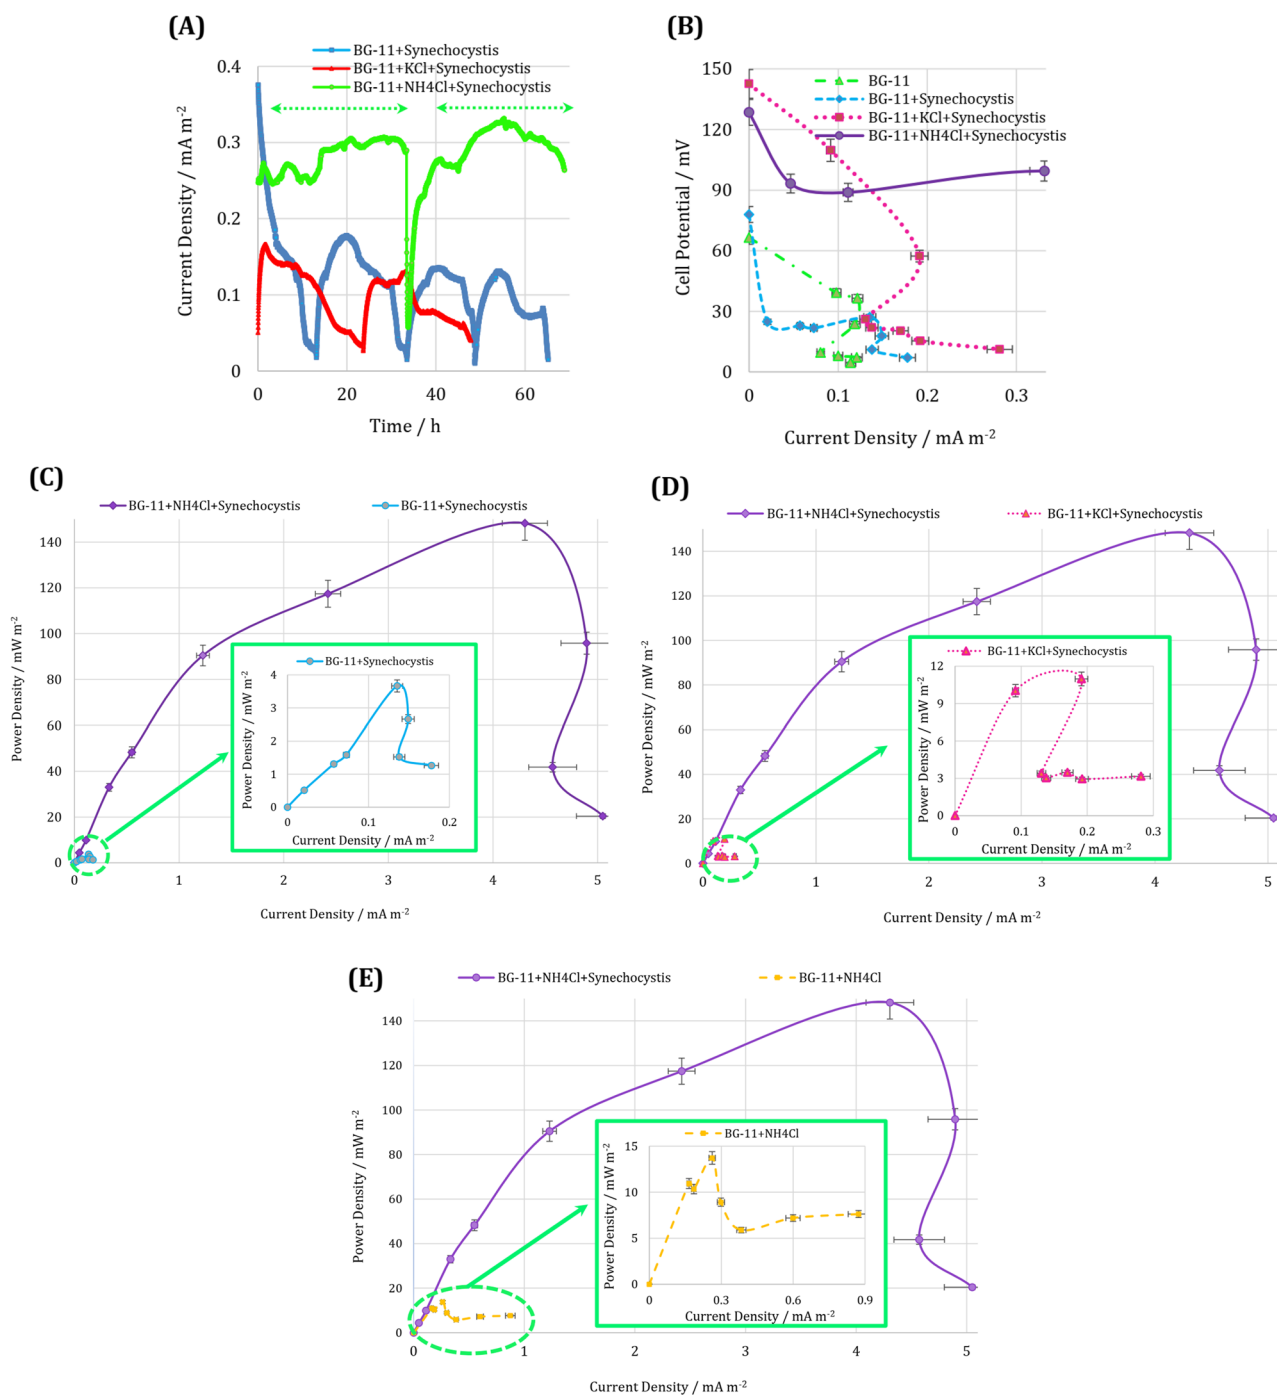 (A)
BG-11+Synechocystis
BG-11+KCl+Synechocystis
BG-11+NH4Cl+Synechocystis
Current Density / mA m-2
0.4
0.3
0.2
0.1
0
0 20 40 60
Time / h
(B)
BG-11
BG-11+Synechocystis
BG-11+KCl+Synechocystis
BG-11+NH4Cl+Synechocystis
Cell Potential / mV
150
120
90
60
30
0
0 0.1 0.2 0.3
Current Density / mA m-2
(C)
BG-11+NH4Cl+Synechocystis BG-11+Synechocystis
Power Density / mW m-2
140
120
100
80
60
40
20
0
0 1 2 3 4 5
Current Density / mA m-2
BG-11+Synechocystis
Power Density / mW m-2
4
3
2
1
0
0 0.1 0.2
Current Density / mA m-2
(D)
BG-11+NH4Cl+Synechocystis BG-11+KCl+Synechocystis
Power Density / mW m-2
140
120
100
80
60
40
20
0
0 1 2 3 4 5
Current Density / mA m-2
BG-11+KCl+Synechocystis
Power Density / mW m-2
12
9
6
3
0
0 0.1 0.2 0.3
Current Density / mA m-2
(E)
BG-11+NH4Cl+Synechocystis BG-11+NH4Cl
Power Density / mW m-2
140
120
100
80
60
40
20
0
0 1 2 3 4 5
Current Density / mA m-2
BG-11+NH4Cl
Power Density / mW m-2
15
10
5
0
0 0.3 0.6 0.9
Current Density / mA m-2